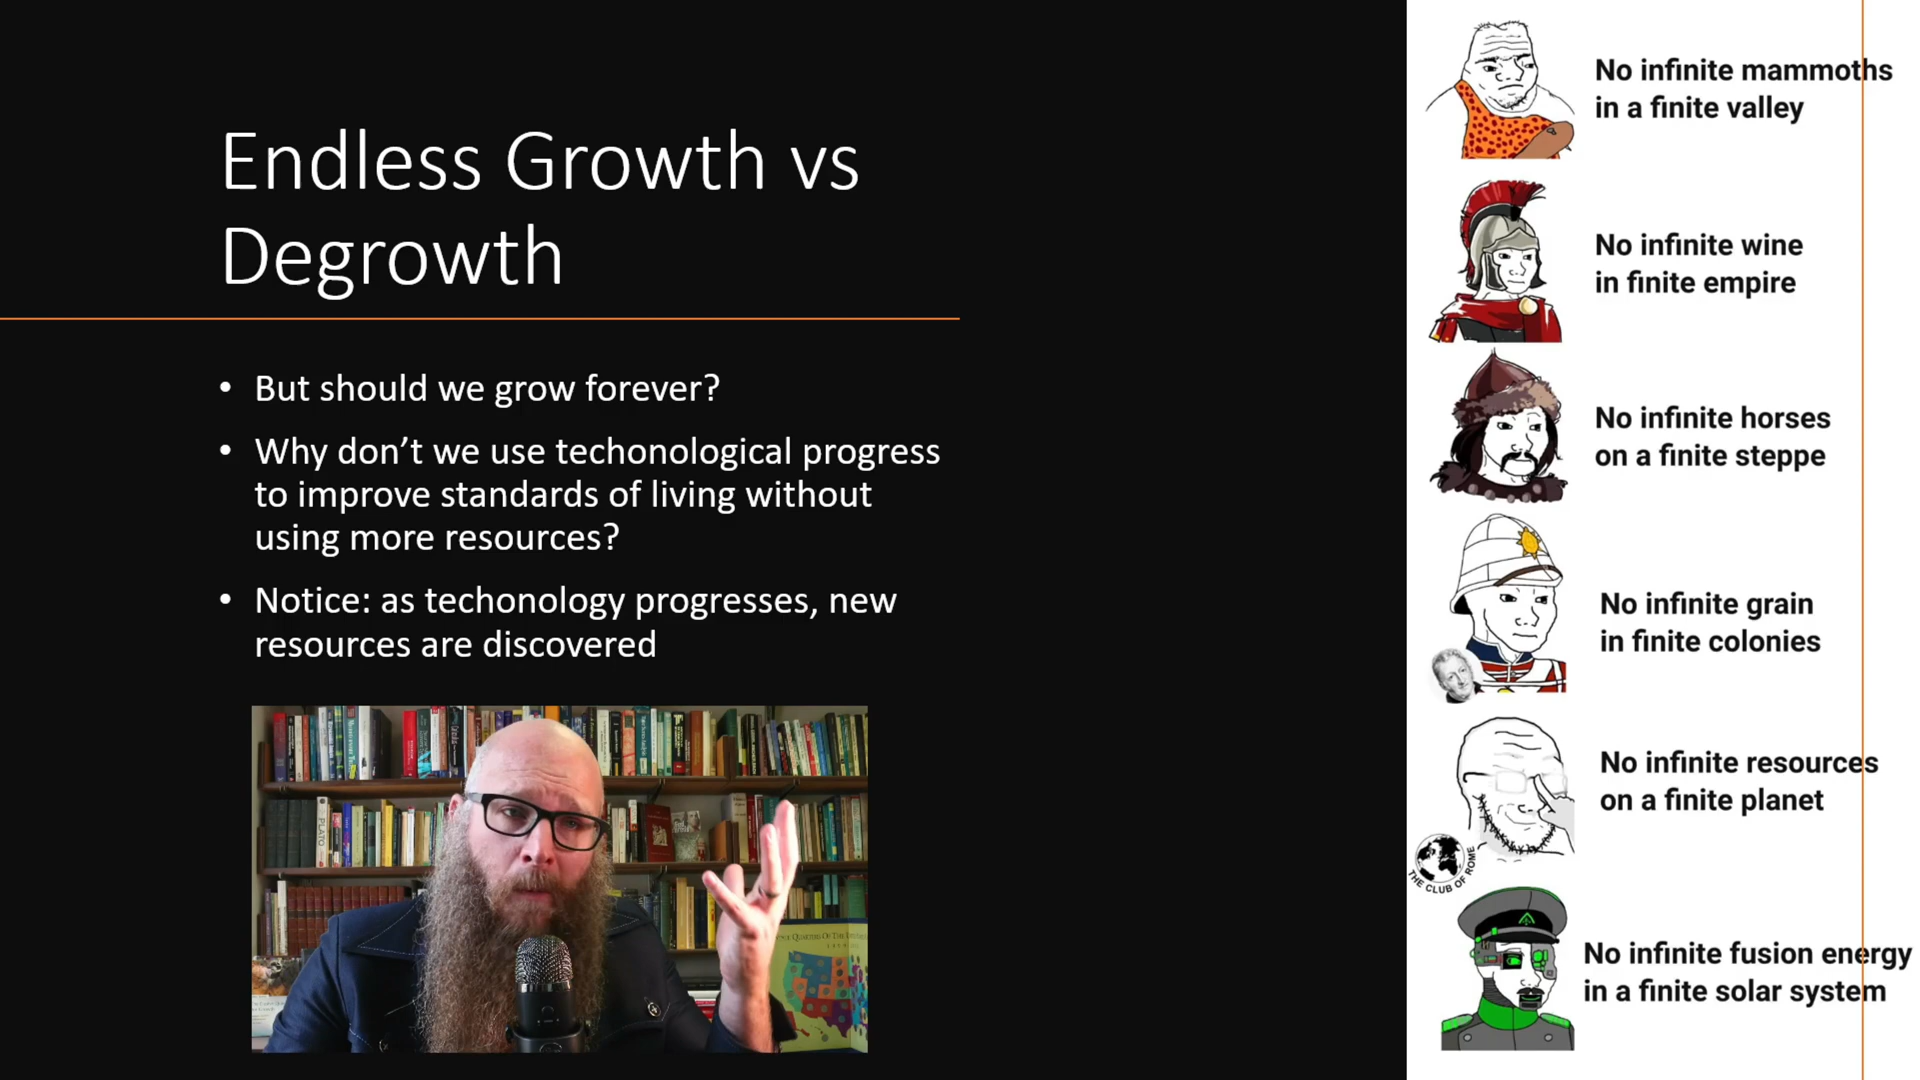 Endless Growth vs
Degrowth
• But should we grow forever?
• Why don’t we use techonological progress
to improve standards of living without
using more resources?
• Notice: as techonology progresses, new
resources are discovered
PLATO
No infinite mammoths
in a finite valley
No infinite wine
in finite empire
No infinite horses
on a finite steppe
No infinite grain
in finite colonies
No infinite resources
on a finite planet
THE CLUB OF ROME
No infinite fusion energy
in a finite solar system